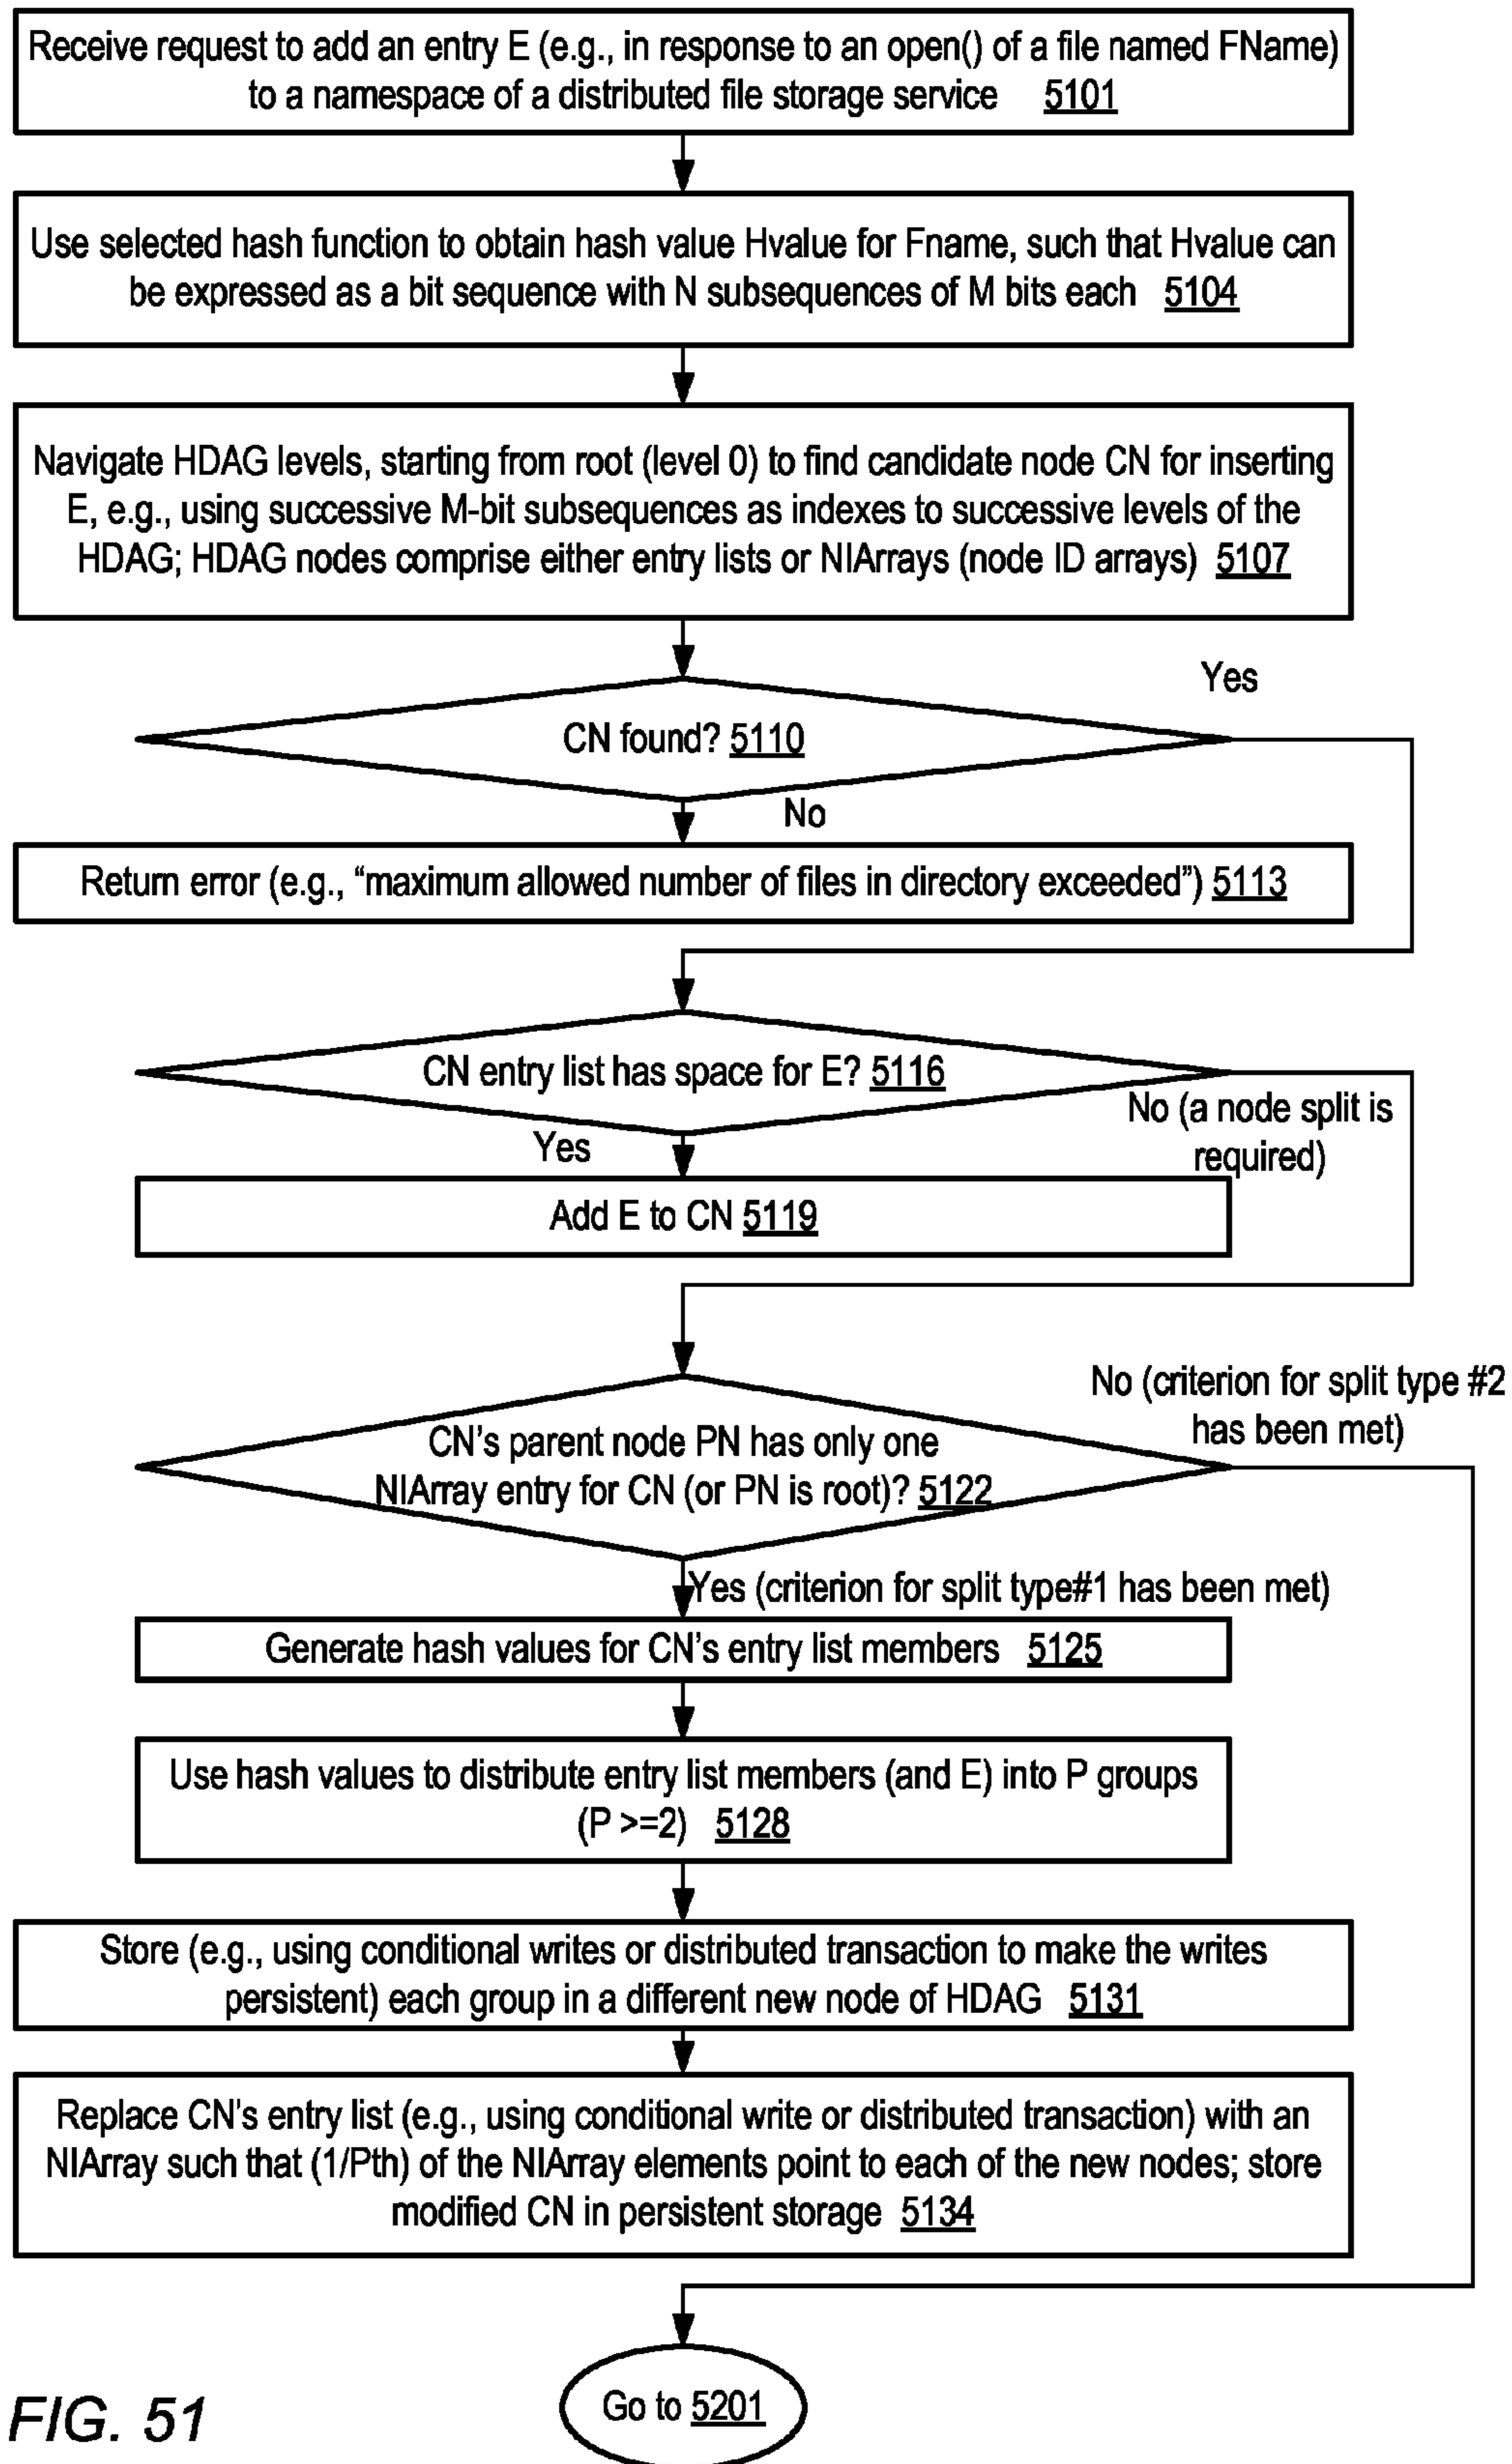 Receive request to add an entry E (e.g., in response to an open() of a file named FName)
to a namespace of a distributed file storage service 5101
Use selected hash function to obtain hash value Hvalue for Fname, such that Hvalue can
be expressed as a bit sequence with N subsequences of M bits each 5104
Navigate HDAG levels, starting from root (level 0) to find candidate node CN for inserting
E, e.g., using successive M-bit subsequences as indexes to successive levels of the
HDAG; HDAG nodes comprise either entry lists or NIArrays (node ID arrays) 5107
Yes
CN found? 5110
No
Return error (e.g., “maximum allowed number of files in directory exceeded”) 5113
CN entry list has space for E? 5116
No (a node split is
required)
Yes
Add E to CN 5119
No (criterion for split type #2
has been met)
CN’s parent node PN has only one
NIArray entry for CN (or PN is root)? 5122
Yes (criterion for split type#1 has been met)
Generate hash values for CN’s entry list members 5125
Use hash values to distribute entry list members (and E) into P groups
(P >=2) 5128
Store (e.g., using conditional writes or distributed transaction to make the writes
persistent) each group in a different new node of HDAG 5131
Replace CN’s entry list (e.g., using conditional write or distributed transaction) with an
NIArray such that (1/Pth) of the NIArray elements point to each of the new nodes; store
modified CN in persistent storage 5134
Go to 5201
FIG. 51